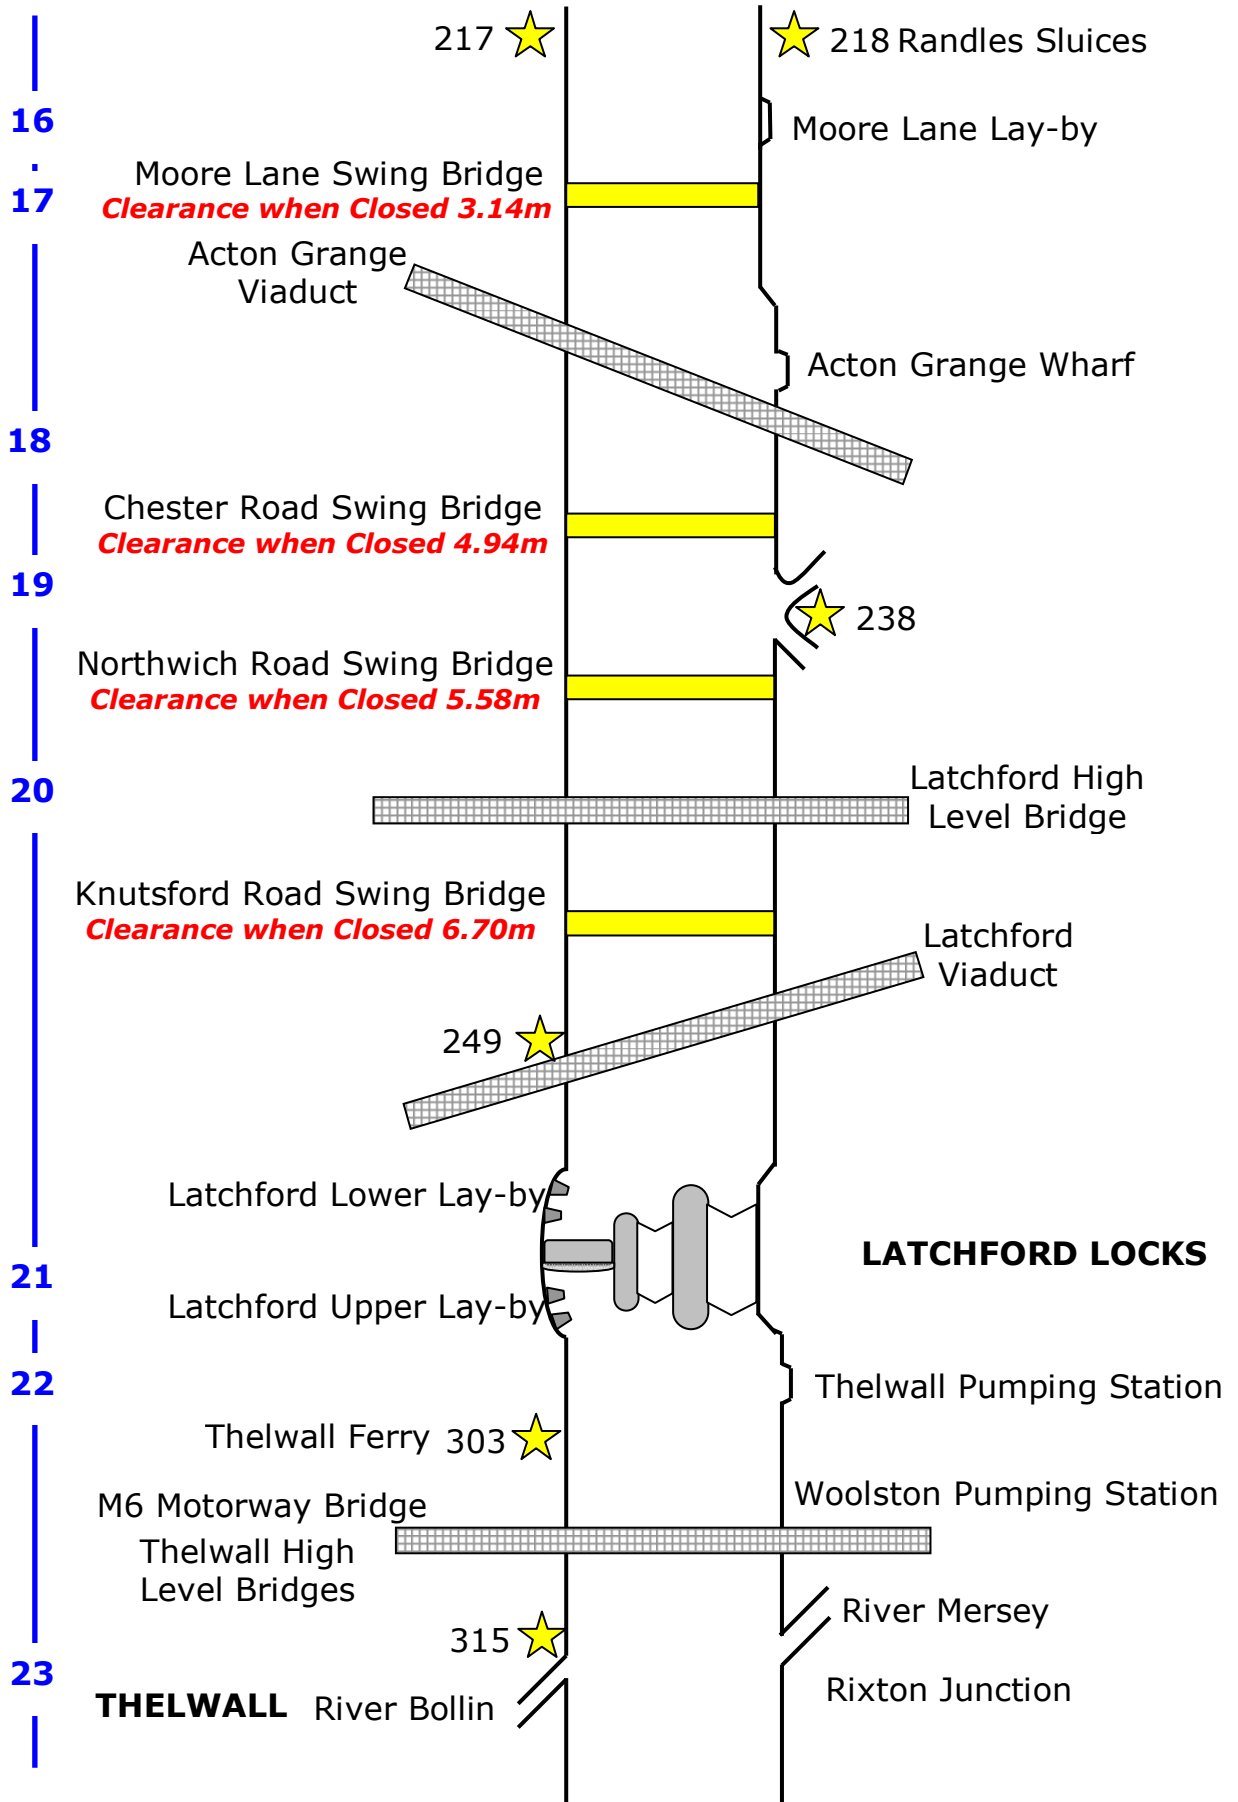 217
218 Randles Sluices
16
Moore Lane Lay-by
Moore Lane Swing Bridge
17
Clearance when Closed 3.14m
Acton Grange
Viaduct
Acton Grange Wharf
18
Chester Road Swing Bridge
Clearance when Closed 4.94m
19
238
Northwich Road Swing Bridge
Clearance when Closed 5.58m
20
Latchford High
Level Bridge
Knutsford Road Swing Bridge
Clearance when Closed 6.70m
Latchford
Viaduct
249
Latchford Lower Lay-by
LATCHFORD LOCKS
21
Latchford Upper Lay-by
22
Thelwall Pumping Station
Thelwall Ferry 303
Woolston Pumping Station
M6 Motorway Bridge
Thelwall High
Level Bridges
River Mersey
315
23
Rixton Junction
THELWALL River Bollin